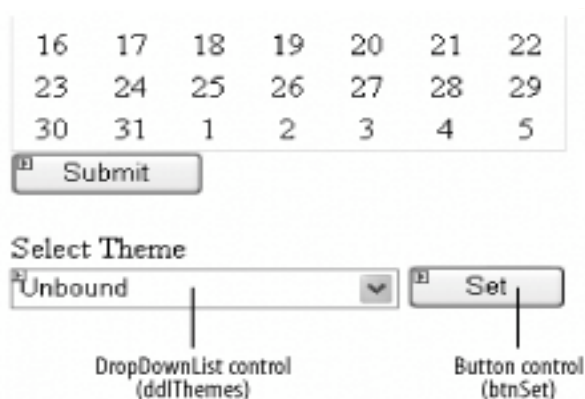 16 17 18 19 20 21 22
23 24 25 26 27 28 29
30 31 1 2 3 4 5
Submit
Select Theme
Unbound Set
DropDownList control Button control
(ddlThemes) (btnSet)